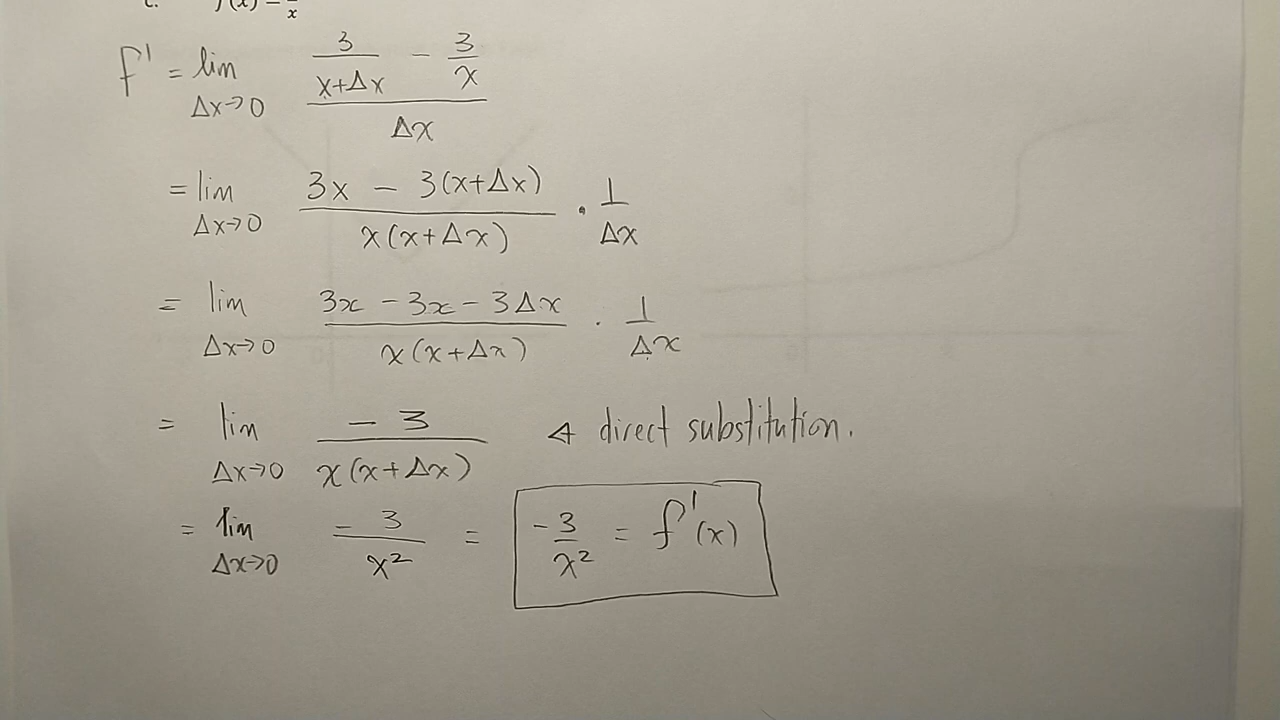 f' = lim Δx→0 (3/(x+Δx) - 3/x) / Δx
= lim Δx→0 (3x - 3(x+Δx)) / (x(x+Δx)) · 1/Δx
= lim Δx→0 (3x - 3x - 3Δx) / (x(x+Δx)) · 1/Δx
= lim Δx→0 -3 / (x(x+Δx)) direct substitution.
= lim Δx→0 -3/x² = -3/x² = f'(x)